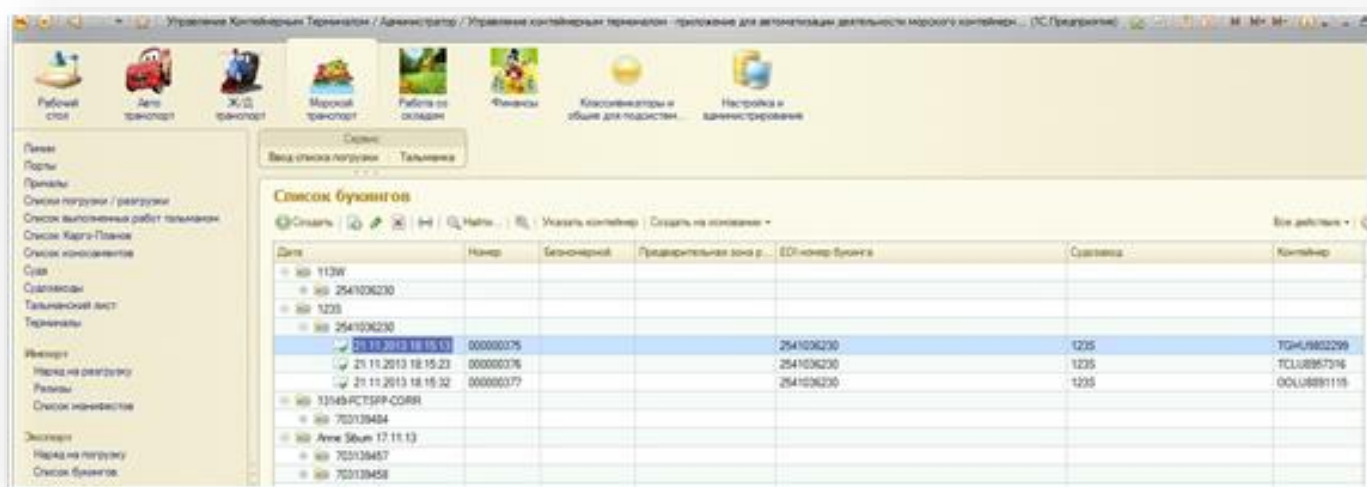 Управление Контейнерным Терминалом / Администратор / Управление контейнерным терминалом - приложение для автоматизации деятельности морского контейнерн... (1С:Предприятие)
M M+ M-
Рабочий стол
Авто транспорт
Ж/Д транспорт
Морской транспорт
Работа со складом
Финансы
Классификаторы и общие для подсистем...
Настройка и администрирование
Сервис
Ввод списка погрузки Тальманка
Линии
Порты
Причалы
Списки погрузки / разгрузки
Список выполненных работ тальманом
Список Карго-Планов
Список коносаментов
Суда
Судозаходы
Тальманский лист
Терминалы
Импорт
Наряд на разгрузку
Релизы
Список манифестов
Экспорт
Наряд на погрузку
Список букингов
Список букингов
Создать Найти... Указать контейнер Создать на основании Все действия
Дата Номер Безномерной Предварительная зона р... EDI номер букинга Судозаход Контейнер
113W
2541036230
123S
2541036230
21.11.2013 18:15:13 000000375 2541036230 123S TGHU9802299
21.11.2013 18:15:23 000000376 2541036230 123S TCLU8957316
21.11.2013 18:15:32 000000377 2541036230 123S OOLU8891115
13149-FCTSPP-CORR
703139484
Anne Sibum 17.11.13
703139457
703139458